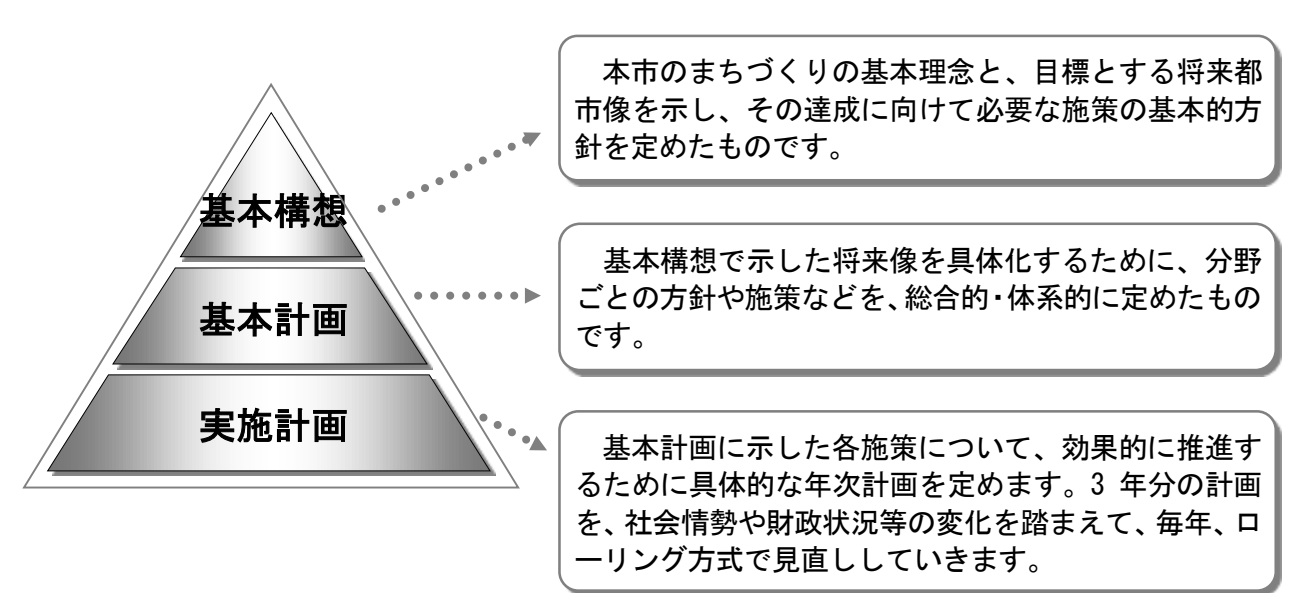 基本構想
本市のまちづくりの基本理念と、目標とする将来都
市像を示し、その達成に向けて必要な施策の基本的方
針を定めたものです。
基本計画
基本構想で示した将来像を具体化するために、分野
ごとの方針や施策などを、総合的・体系的に定めたもの
です。
実施計画
基本計画に示した各施策について、効果的に推進す
るために具体的な年次計画を定めます。3 年分の計画
を、社会情勢や財政状況等の変化を踏まえて、毎年、ロ
ーリング方式で見直ししていきます。